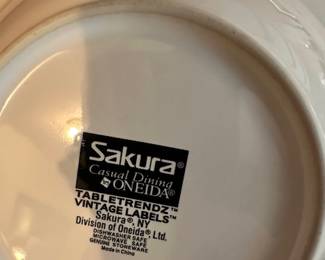 Sakura®
Casual Dining
by ONEIDA®
TABLETRENDZ™
VINTAGE LABELS™
Sakura®, NY
Division of Oneida®, Ltd.
DISHWASHER SAFE
MICROWAVE SAFE
GENUINE STONEWARE
Made in China